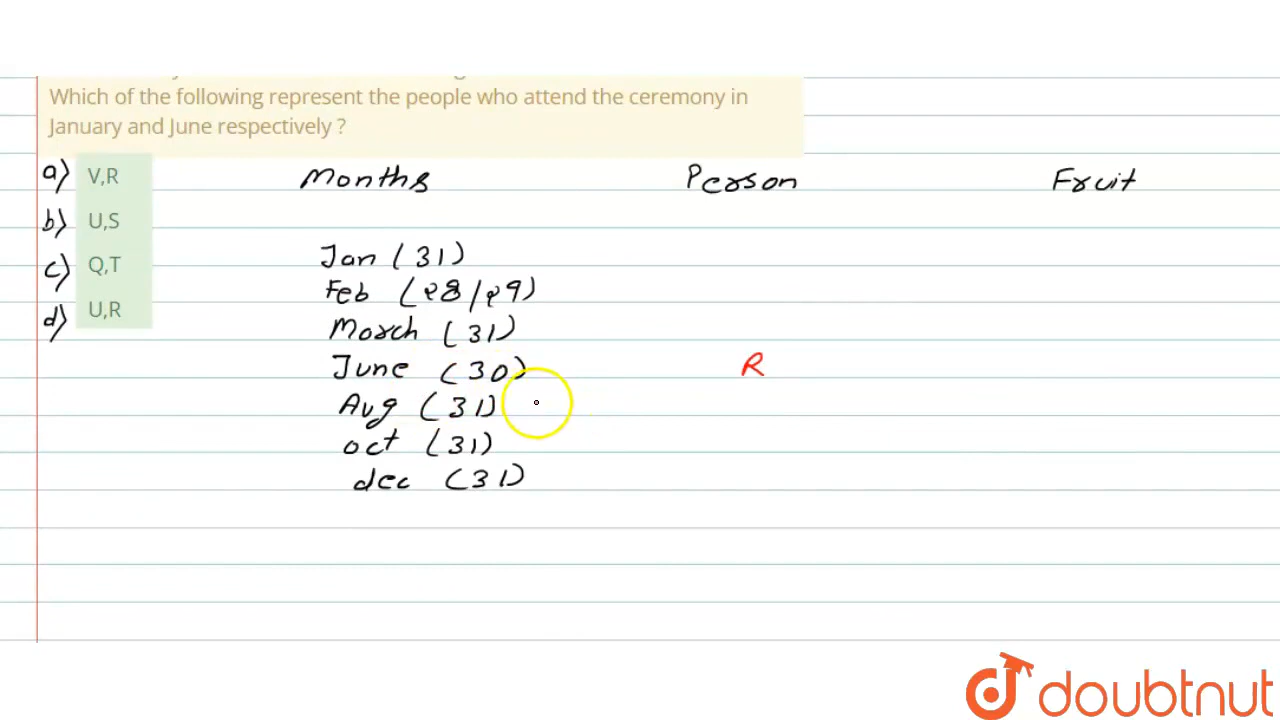 Which of the following represent the people who attend the ceremony in
January and June respectively ?
a) V,R
b) U,S
c) Q,T
d) U,R
Months Person Fruit
Jan (31)
Feb (28/29)
March (31)
June (30) R
Aug (31)
oct (31)
dec (31)
doubtnut